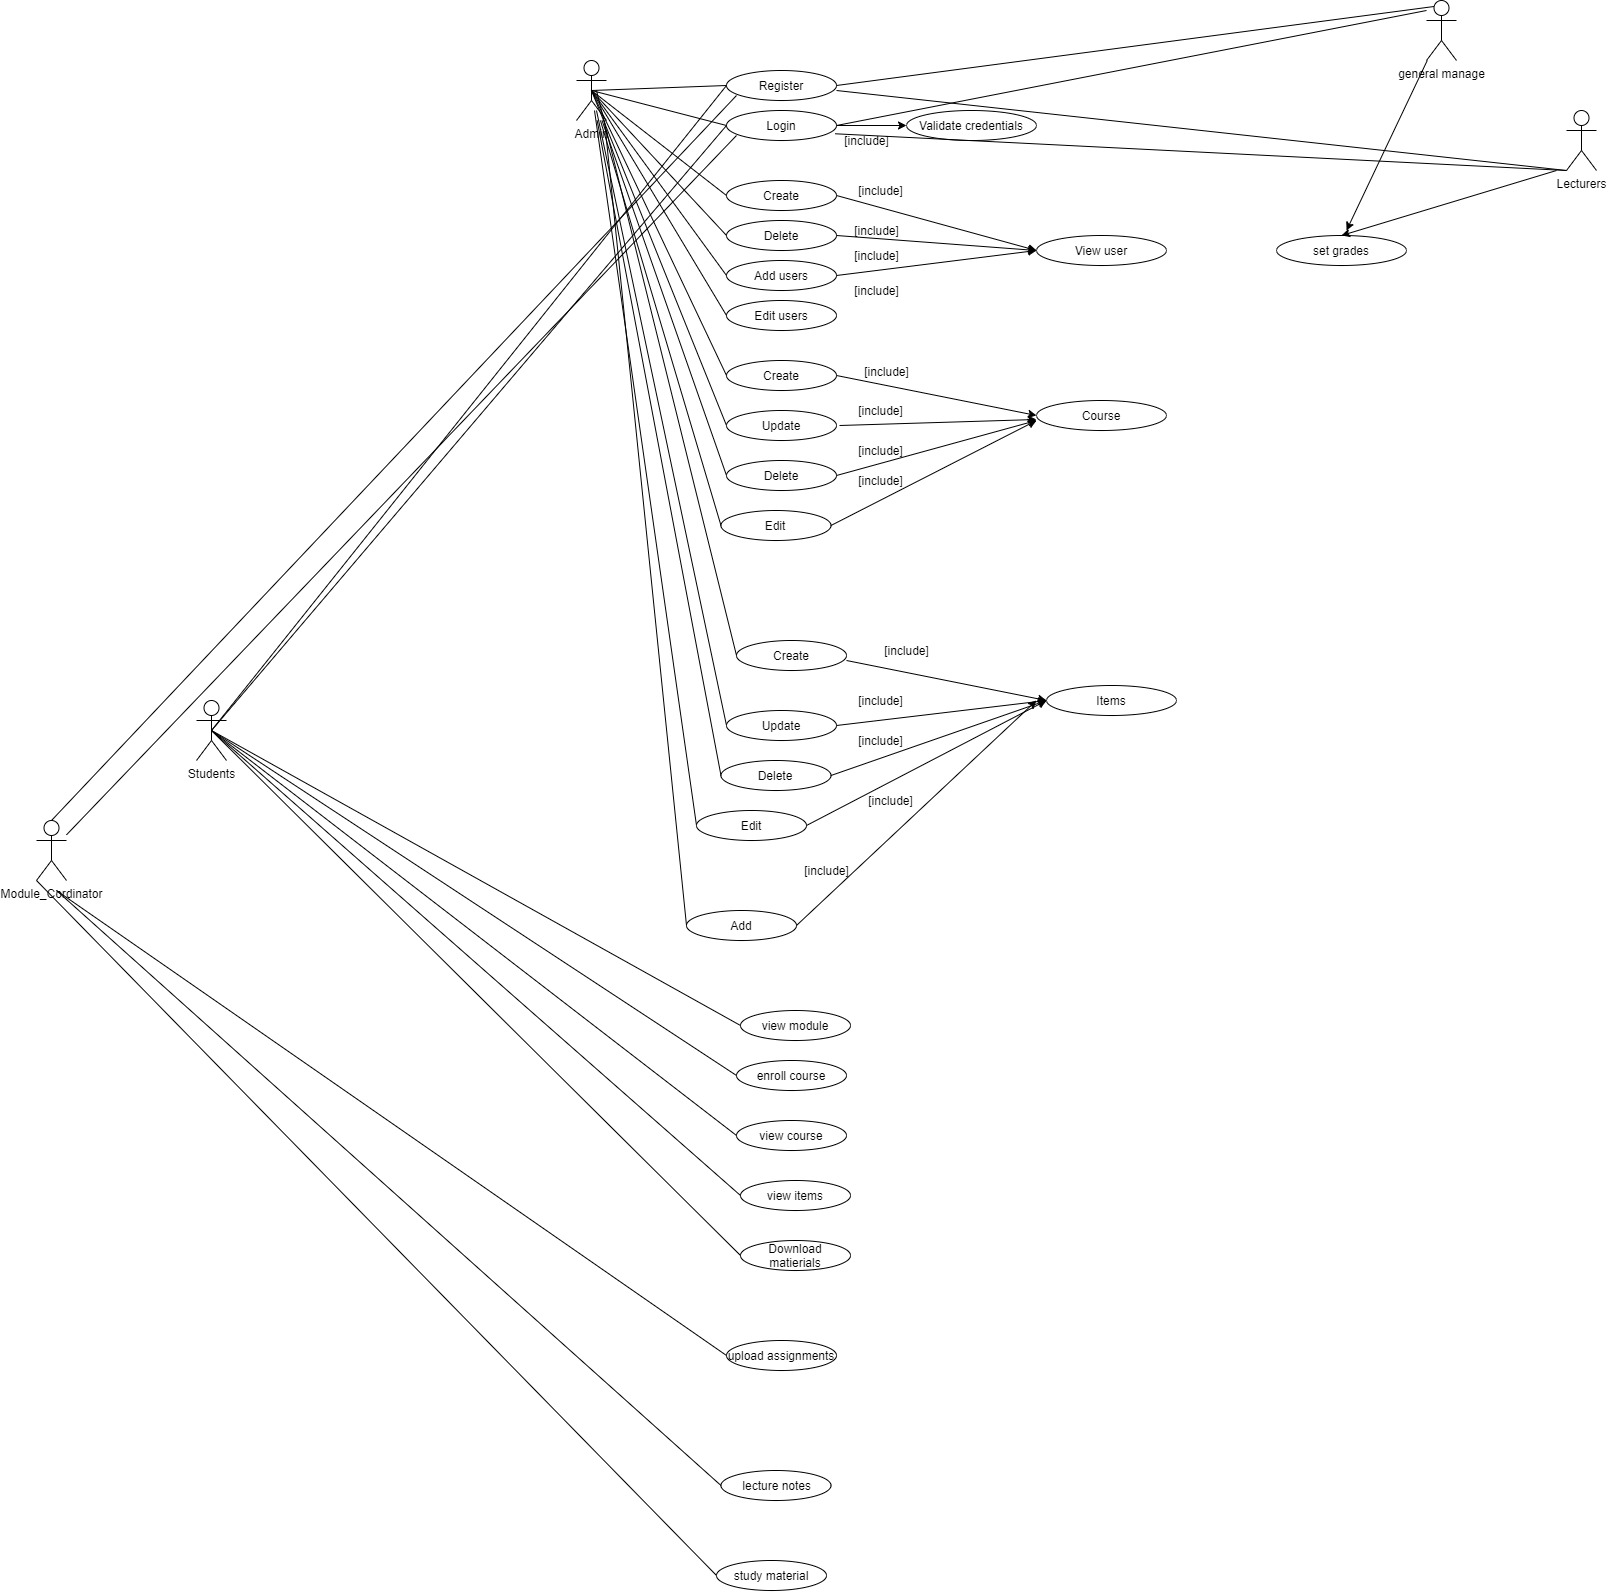 general manage
Register
Login
Validate credentials
Admin
[include]
Lecturers
Create
[include]
Delete
[include]
View user
set grades
[include]
Add users
[include]
Edit users
Create
[include]
Update
[include]
Course
Delete
[include]
[include]
Edit
Create
[include]
Update
[include]
Items
Delete
[include]
Students
Edit
[include]
Module_Cordinator
[include]
Add
view module
enroll course
view course
view items
Download
matierials
upload assignments
lecture notes
study material